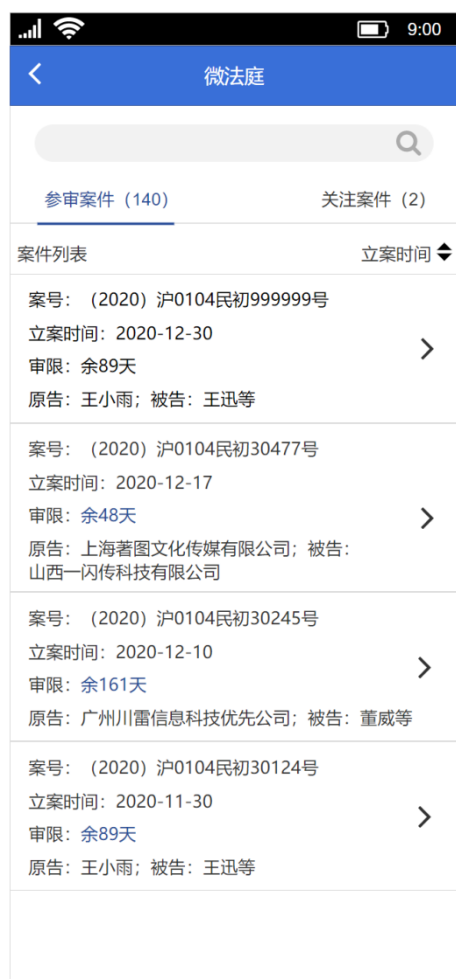 9:00
微法庭
参审案件（140）
关注案件（2）
案件列表
立案时间
案号：（2020）沪0104民初999999号
立案时间：2020-12-30
审限：余89天
原告：王小雨；被告：王迅等
案号：（2020）沪0104民初30477号
立案时间：2020-12-17
审限：余48天
原告：上海著图文化传媒有限公司；被告：
山西一闪传科技有限公司
案号：（2020）沪0104民初30245号
立案时间：2020-12-10
审限：余161天
原告：广州川雷信息科技优先公司；被告：董威等
案号：（2020）沪0104民初30124号
立案时间：2020-11-30
审限：余89天
原告：王小雨；被告：王迅等